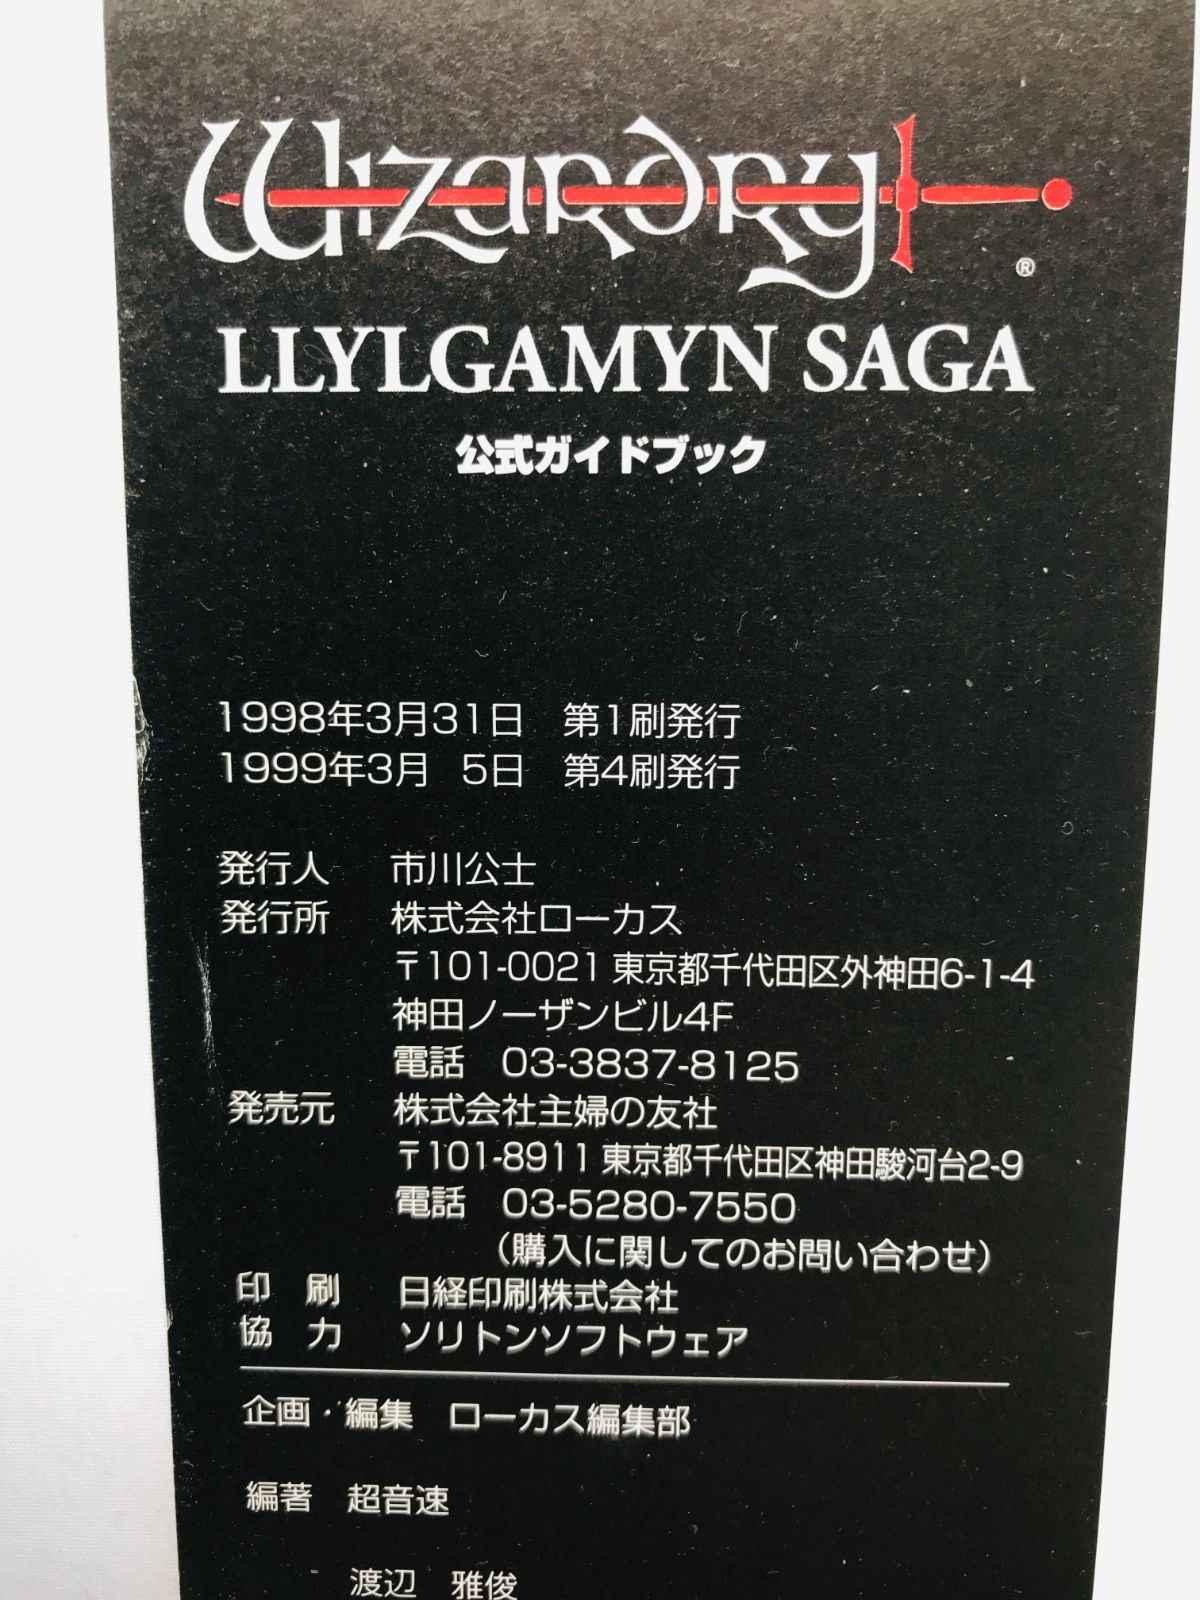 Wizardry®
LLYLGAMYN SAGA
公式ガイドブック
1998年3月31日　第1刷発行
1999年3月　5日　第4刷発行
発行人　市川公士
発行所　株式会社ローカス
〒101-0021 東京都千代田区外神田6-1-4
神田ノーザンビル4F
電話　03-3837-8125
発売元　株式会社主婦の友社
〒101-8911 東京都千代田区神田駿河台2-9
電話　03-5280-7550
（購入に関してのお問い合わせ）
印　刷　日経印刷株式会社
協　力　ソリトンソフトウェア
企画・編集　ローカス編集部
編著　超音速
渡辺　雅俊